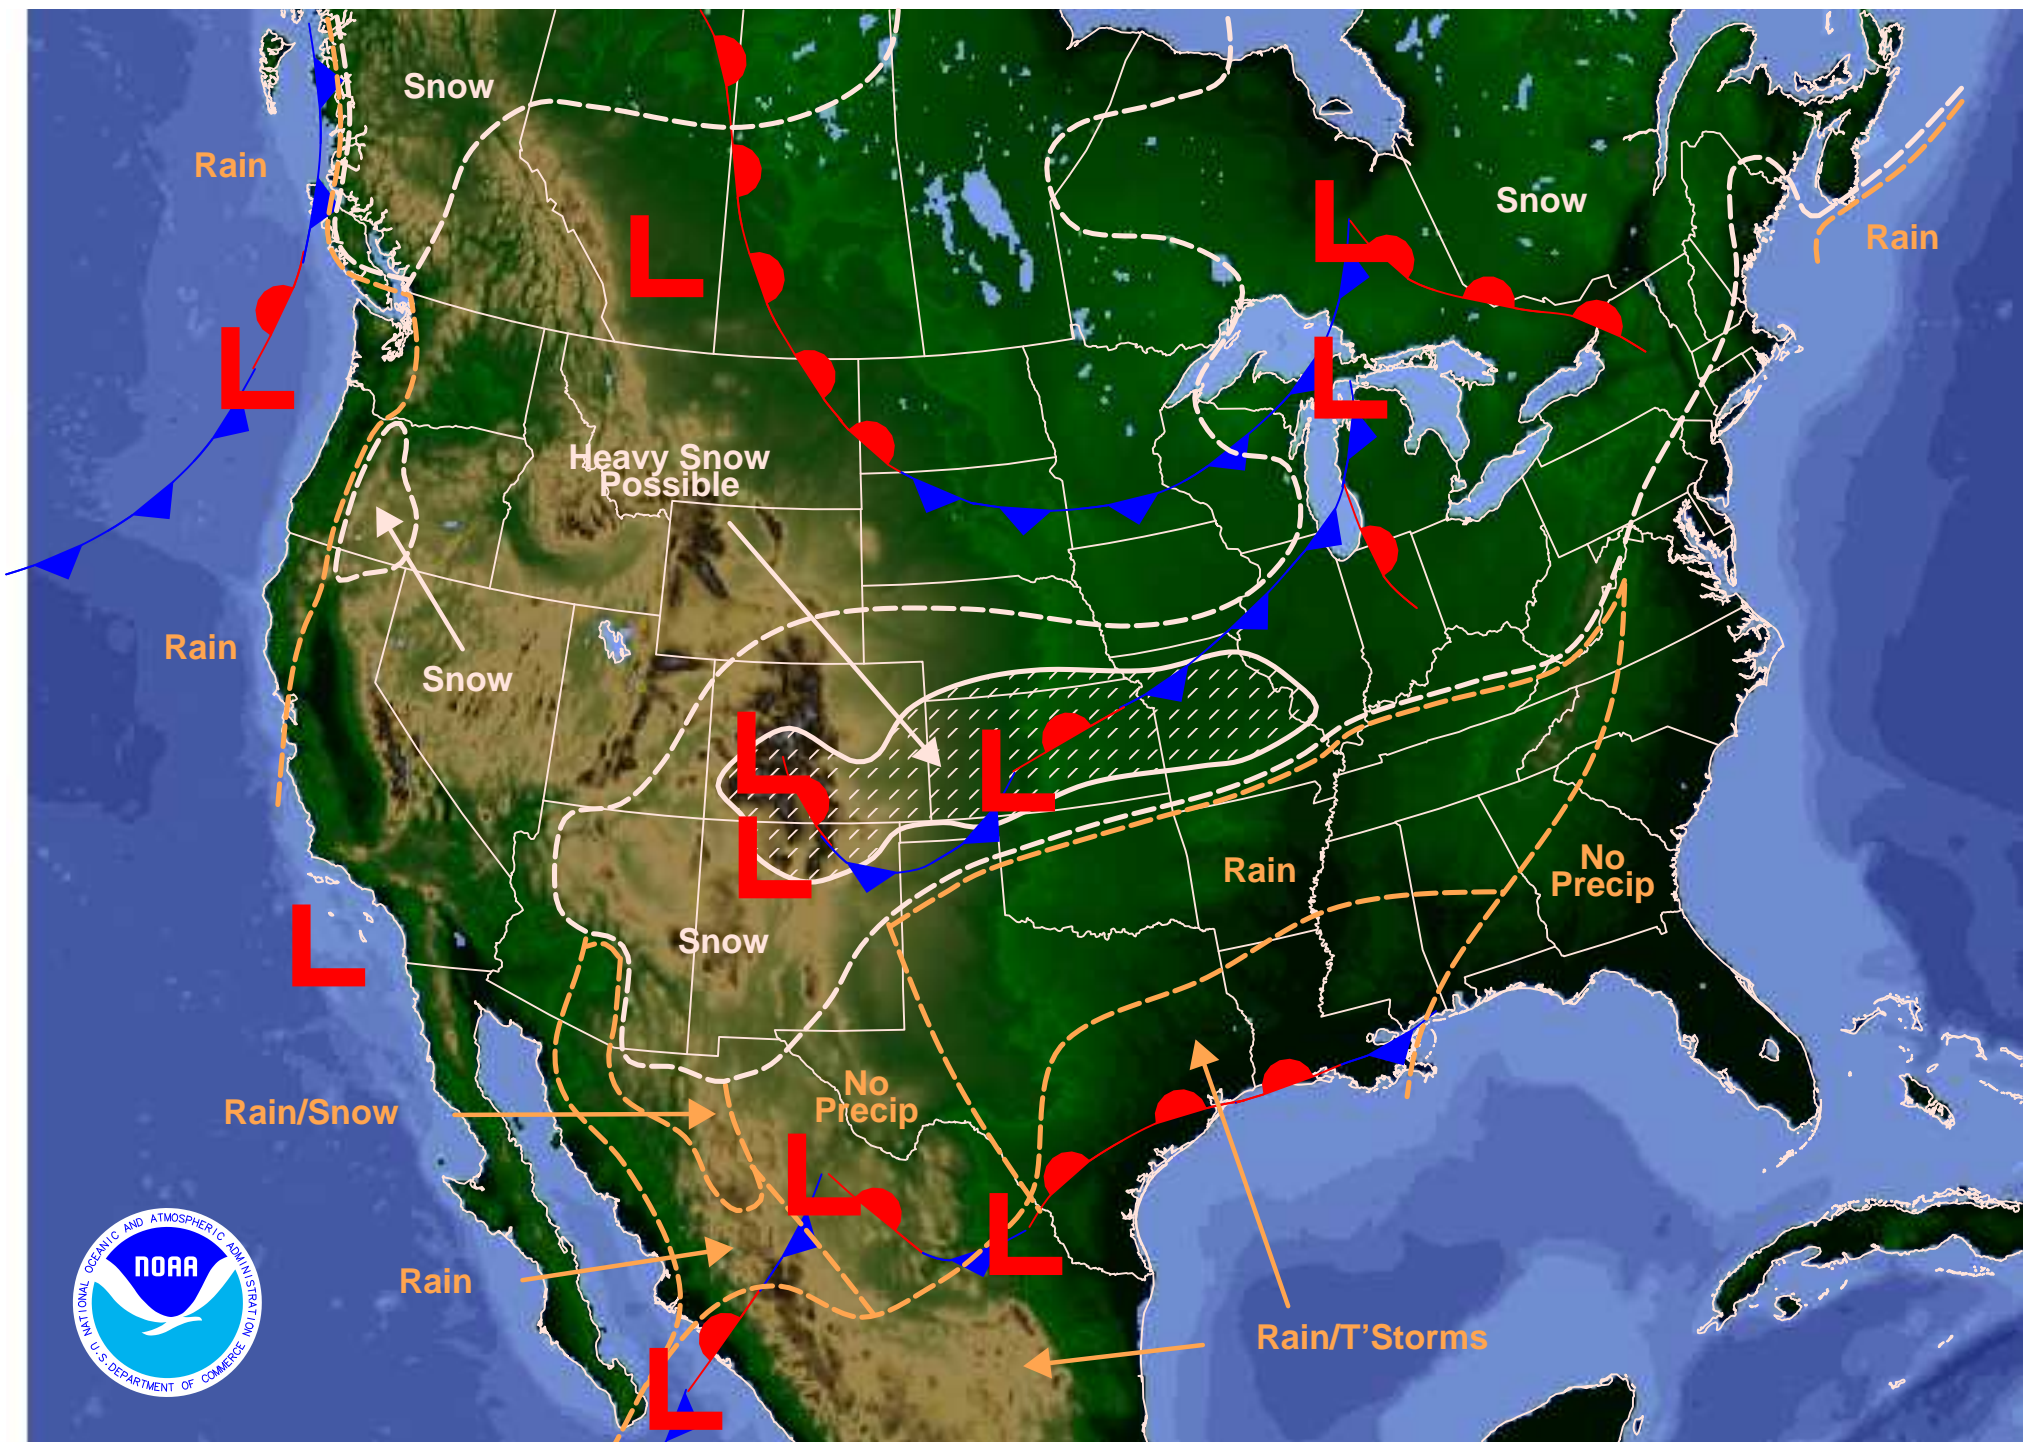 Snow
Rain
Snow
Rain
L
L
L
L
Heavy Snow
Possible
Rain
Snow
L
L
L
No
Precip
Rain
Snow
L
No
Precip
Rain/Snow
L
L
Rain
Rain/T'Storms
L
NATIONAL OCEANIC AND ATMOSPHERIC ADMINISTRATION
NOAA
U.S. DEPARTMENT OF COMMERCE